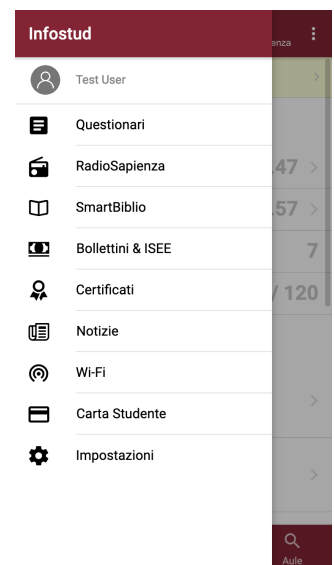 Infostud
enza
Test User
Questionari
RadioSapienza
.47
SmartBiblio
.57
Bollettini & ISEE
7
Certificati
/ 120
Notizie
Wi-Fi
Carta Studente
Impostazioni
Aule